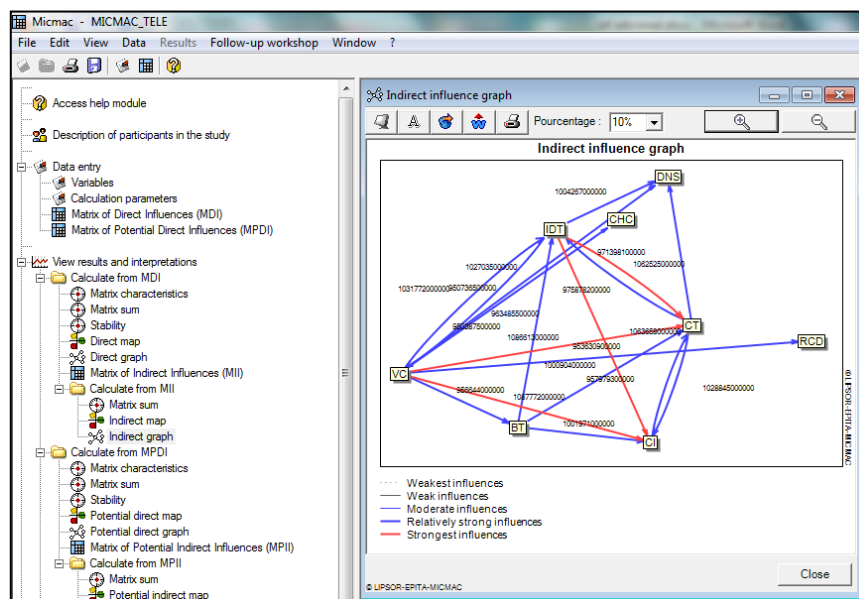 Micmac - MICMAC_TELE
File Edit View Data Results Follow-up workshop Window ?
Access help module
Description of participants in the study
Data entry
Variables
Calculation parameters
Matrix of Direct Influences (MDI)
Matrix of Potential Direct Influences (MPDI)
View results and interpretations
Calculate from MDI
Matrix characteristics
Matrix sum
Stability
Direct map
Direct graph
Matrix of Indirect Influences (MII)
Calculate from MII
Matrix sum
Indirect map
Indirect graph
Calculate from MPDI
Matrix characteristics
Matrix sum
Stability
Potential direct map
Potential direct graph
Matrix of Potential Indirect Influences (MPII)
Calculate from MPII
Matrix sum
Potential indirect map
Indirect influence graph
A
Pourcentage : 10%
Indirect influence graph
DNS
1004267000000
CHC
IDT
971398100000
1027035000000
1062525000000
1031772000000
950736500000
975878200000
963485500000
CT
1086613000000
953630900000
RCD
1000904000000
VC
957979300000
1028845000000
956644000000
1087772000000
BT
1001971000000
CI
© LIPSOR-EPITA-MICMAC
Weakest influences
Weak influences
Moderate influences
Relatively strong influences
Strongest influences
Close
© LIPSOR-EPITA-MICMAC